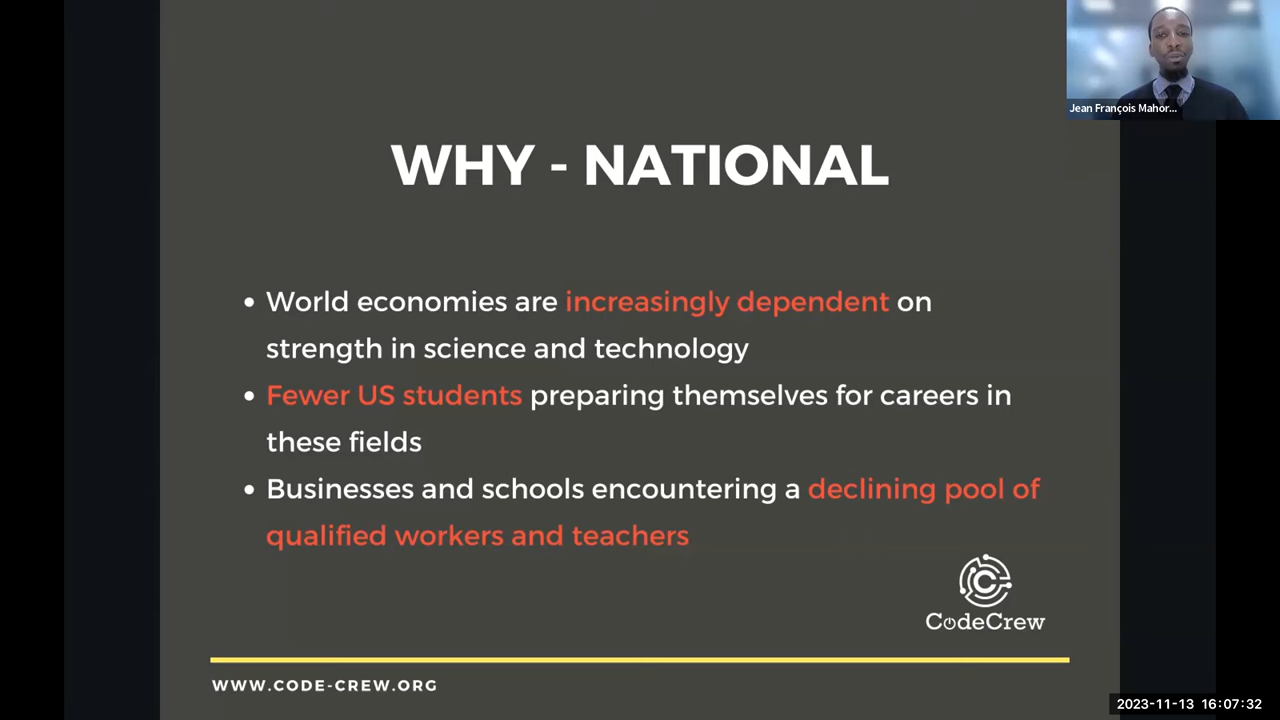 Jean François Mahor...
WHY - NATIONAL
• World economies are increasingly dependent on
strength in science and technology
• Fewer US students preparing themselves for careers in
these fields
• Businesses and schools encountering a declining pool of
qualified workers and teachers
CodeCrew
WWW.CODE-CREW.ORG
2023-11-13 16:07:32